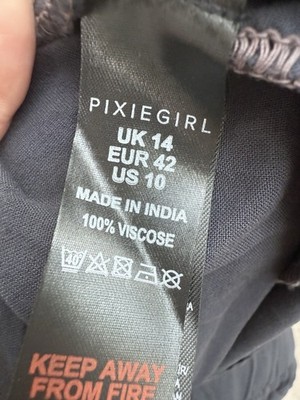 PIXIEGIRL
UK 14
EUR 42
US 10
MADE IN INDIA
100% VISCOSE
40°
KEEP AWAY
FROM FIRE